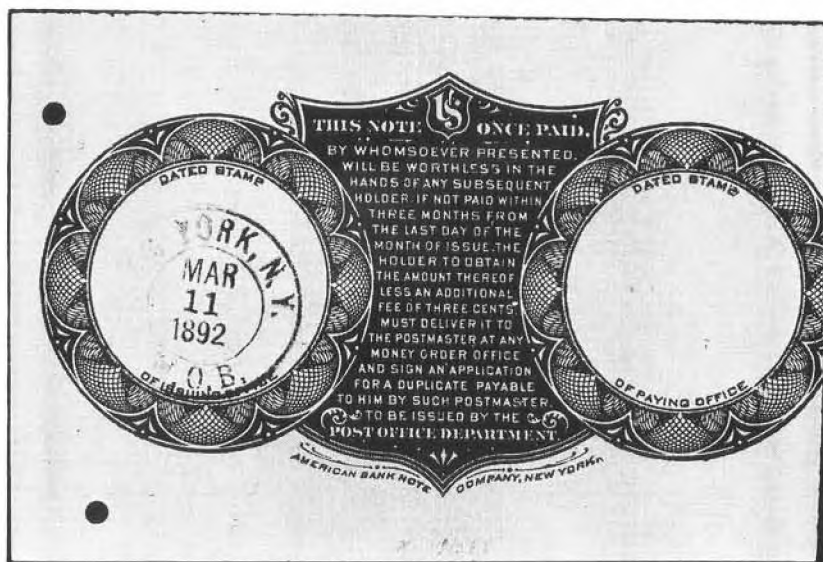 US
THIS NOTE ONCE PAID.
BY WHOMSOEVER PRESENTED.
WILL BE WORTHLESS IN THE
HANDS OF ANY SUBSEQUENT
HOLDER. IF NOT PAID WITHIN
THREE MONTHS FROM
THE LAST DAY OF THE
MONTH OF ISSUE, THE
HOLDER TO OBTAIN
THE AMOUNT THEREOF
LESS AN ADDITIONAL
FEE OF THREE CENTS,
MUST DELIVER IT TO
THE POSTMASTER AT ANY
MONEY ORDER OFFICE
AND SIGN AN APPLICATION
FOR A DUPLICATE PAYABLE
TO HIM BY SUCH POSTMASTER
TO BE ISSUED BY THE
POST OFFICE DEPARTMENT.
AMERICAN BANK NOTE COMPANY, NEW YORK.
DATED STAMP
YORK, N.Y.
MAR
11
1892
O.B.
OF ISSUING
DATED STAMP
OF PAYING OFFICE